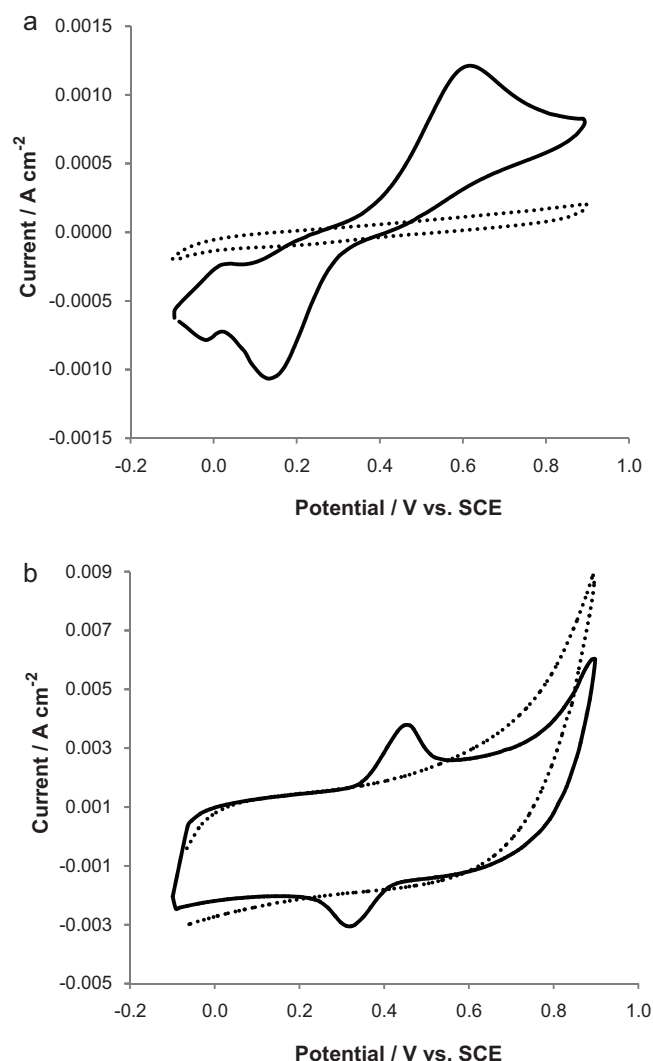 a
0.0015
0.0010
0.0005
0.0000
-0.0005
-0.0010
-0.0015
Current / A cm-2
-0.2 0.0 0.2 0.4 0.6 0.8 1.0
Potential / V vs. SCE
b
0.009
0.007
0.005
0.003
0.001
-0.001
-0.003
-0.005
Current / A cm-2
-0.2 0.0 0.2 0.4 0.6 0.8 1.0
Potential / V vs. SCE